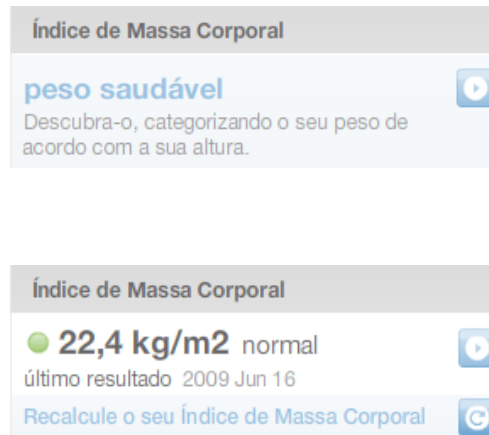 Índice de Massa Corporal
peso saudável
Descubra-o, categorizando o seu peso de
acordo com a sua altura.
Índice de Massa Corporal
22,4 kg/m2 normal
último resultado 2009 Jun 16
Recalcule o seu Índice de Massa Corporal